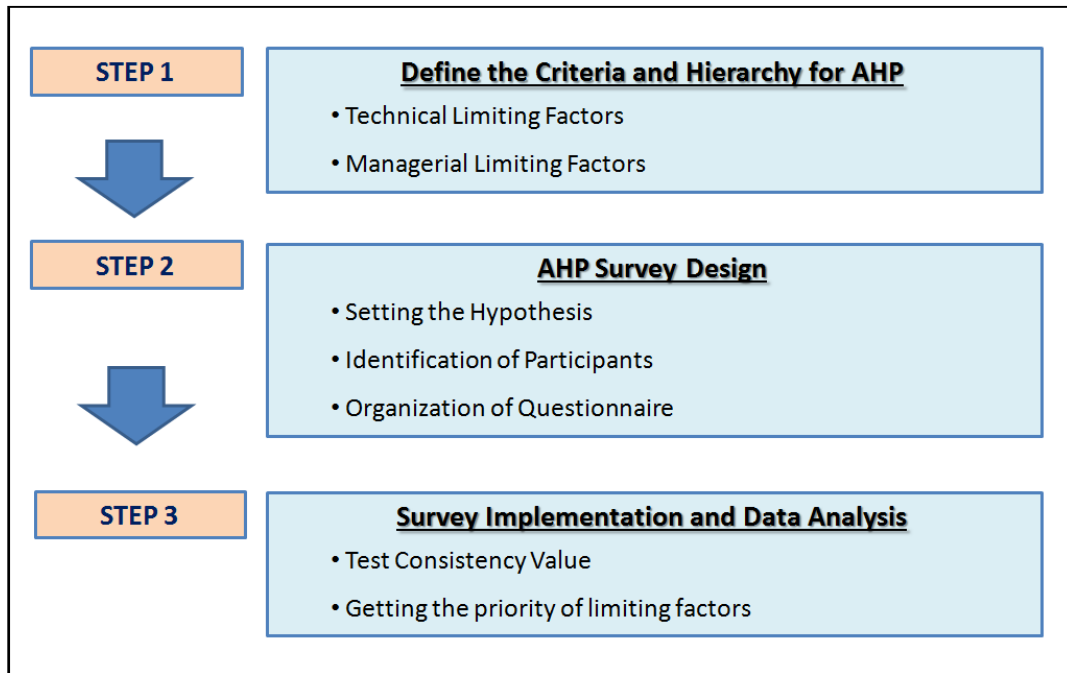 STEP 1
Define the Criteria and Hierarchy for AHP
• Technical Limiting Factors
• Managerial Limiting Factors
STEP 2
AHP Survey Design
• Setting the Hypothesis
• Identification of Participants
• Organization of Questionnaire
STEP 3
Survey Implementation and Data Analysis
• Test Consistency Value
• Getting the priority of limiting factors